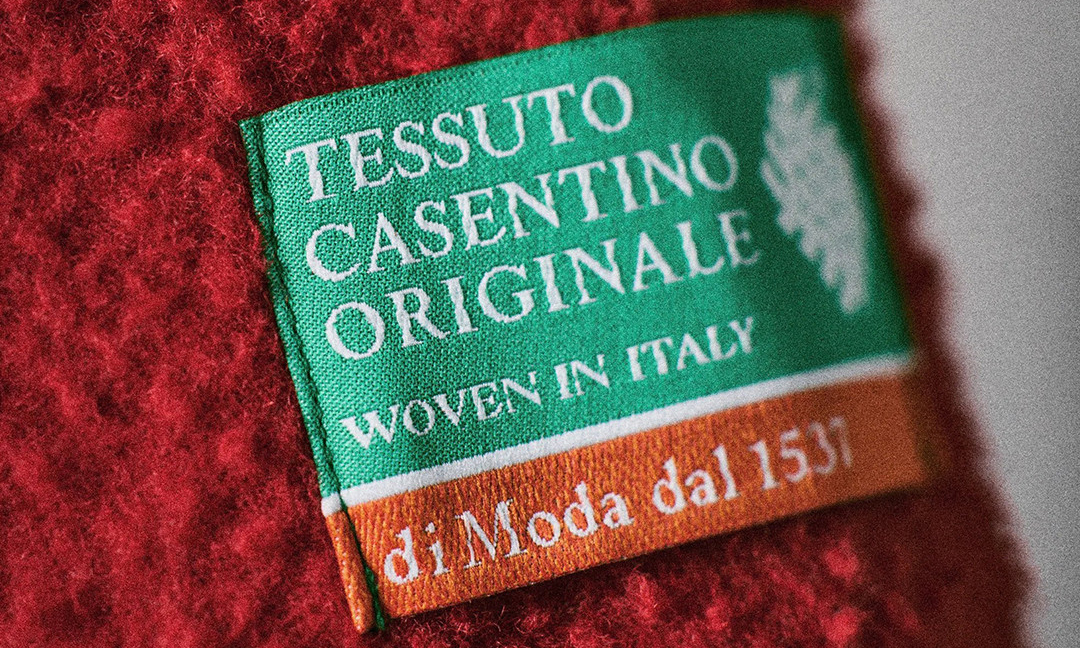 TESSUTO
CASENTINO
ORIGINALE
WOVEN IN ITALY
di Moda dal 1537